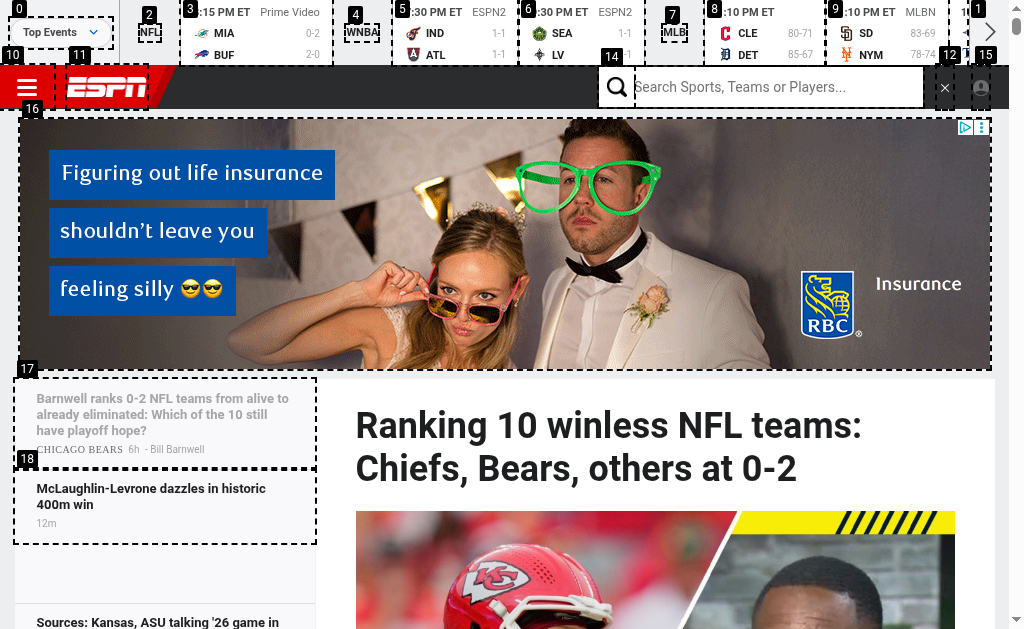 0
Top Events
2
NFL
3
:15 PM ET Prime Video
MIA 0-2
BUF 2-0
4
WNBA
5
:30 PM ET ESPN2
IND 1-1
ATL 1-1
6
:30 PM ET ESPN2
SEA 1-1
LV -1
7
MLB
8
:10 PM ET
CLE 80-71
DET 85-67
9
:10 PM ET MLBN
SD 83-69
NYM 78-74
1
10
11
ESPN
14
Search Sports, Teams or Players...
12
15
16
Figuring out life insurance
shouldn't leave you
feeling silly 😎😎
RBC
®
Insurance
17
Barnwell ranks 0-2 NFL teams from alive to
already eliminated: Which of the 10 still
have playoff hope?
CHICAGO BEARS 6h - Bill Barnwell
18
McLaughlin-Levrone dazzles in historic
400m win
12m
Sources: Kansas, ASU talking '26 game in
Ranking 10 winless NFL teams:
Chiefs, Bears, others at 0-2
KC